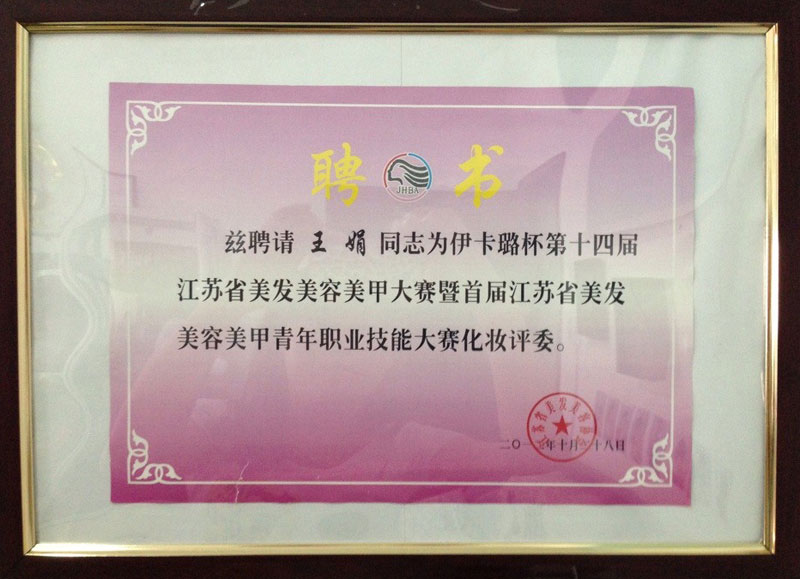 聘 JHBA 书
兹聘请 王 娟 同志为伊卡璐杯第十四届
江苏省美发美容美甲大赛暨首届江苏省美发
美容美甲青年职业技能大赛化妆评委。
江苏省美发美容协会
二〇一 年十月 十八日